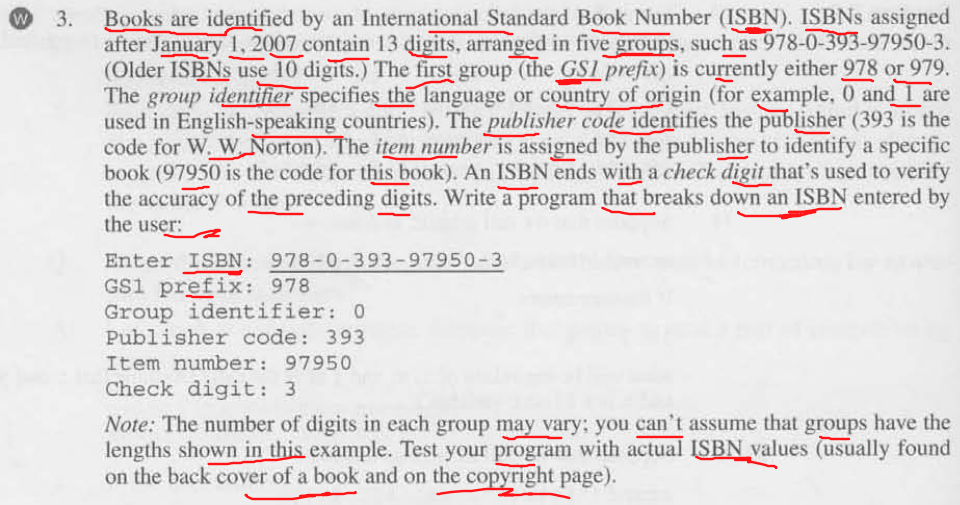 W 3. Books are identified by an International Standard Book Number (ISBN). ISBNs assigned
after January 1, 2007 contain 13 digits, arranged in five groups, such as 978-0-393-97950-3.
(Older ISBNs use 10 digits.) The first group (the GS1 prefix) is currently either 978 or 979.
The group identifier specifies the language or country of origin (for example, 0 and 1 are
used in English-speaking countries). The publisher code identifies the publisher (393 is the
code for W. W. Norton). The item number is assigned by the publisher to identify a specific
book (97950 is the code for this book). An ISBN ends with a check digit that's used to verify
the accuracy of the preceding digits. Write a program that breaks down an ISBN entered by
the user:
Enter ISBN: 978-0-393-97950-3
GS1 prefix: 978
Group identifier: 0
Publisher code: 393
Item number: 97950
Check digit: 3
Note: The number of digits in each group may vary; you can't assume that groups have the
lengths shown in this example. Test your program with actual ISBN values (usually found
on the back cover of a book and on the copyright page).